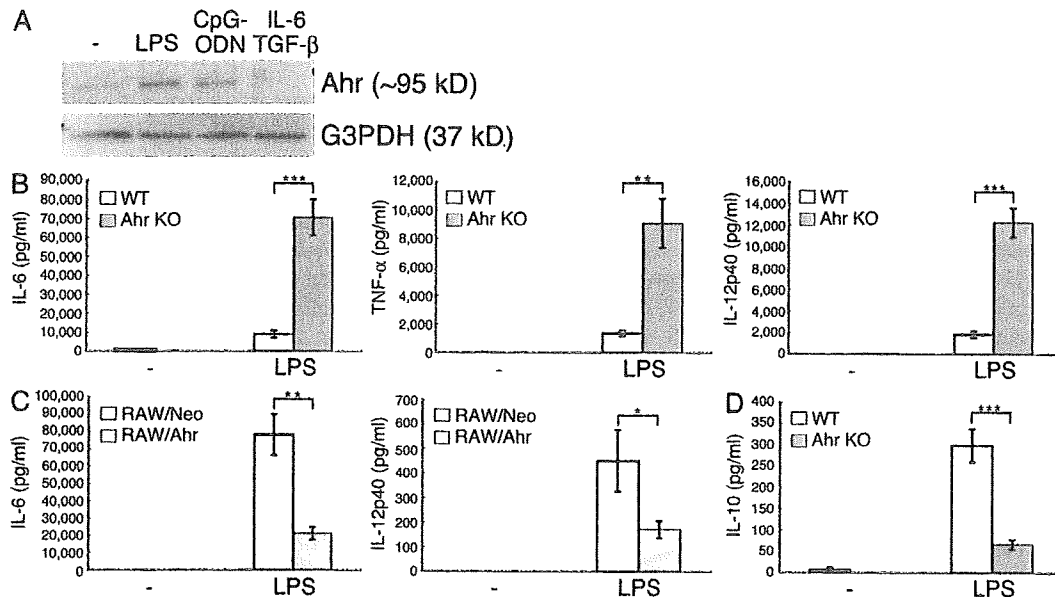 A
-
LPS
CpG-
ODN
IL-6
TGF-β
Ahr (~95 kD)
G3PDH (37 kD)
B
IL-6 (pg/ml)
90,000
80,000
70,000
60,000
50,000
40,000
30,000
20,000
10,000
0
WT
Ahr KO
***
-
LPS
TNF-α (pg/ml)
12,000
10,000
8,000
6,000
4,000
2,000
0
WT
Ahr KO
**
-
LPS
IL-12p40 (pg/ml)
16,000
14,000
12,000
10,000
8,000
6,000
4,000
2,000
0
WT
Ahr KO
***
-
LPS
C
IL-6 (pg/ml)
100,000
90,000
80,000
70,000
60,000
50,000
40,000
30,000
20,000
10,000
0
RAW/Neo
RAW/Ahr
**
-
LPS
IL-12p40 (pg/ml)
700
600
500
400
300
200
100
0
RAW/Neo
RAW/Ahr
*
-
LPS
D
IL-10 (pg/ml)
400
350
300
250
200
150
100
50
0
WT
Ahr KO
***
-
LPS